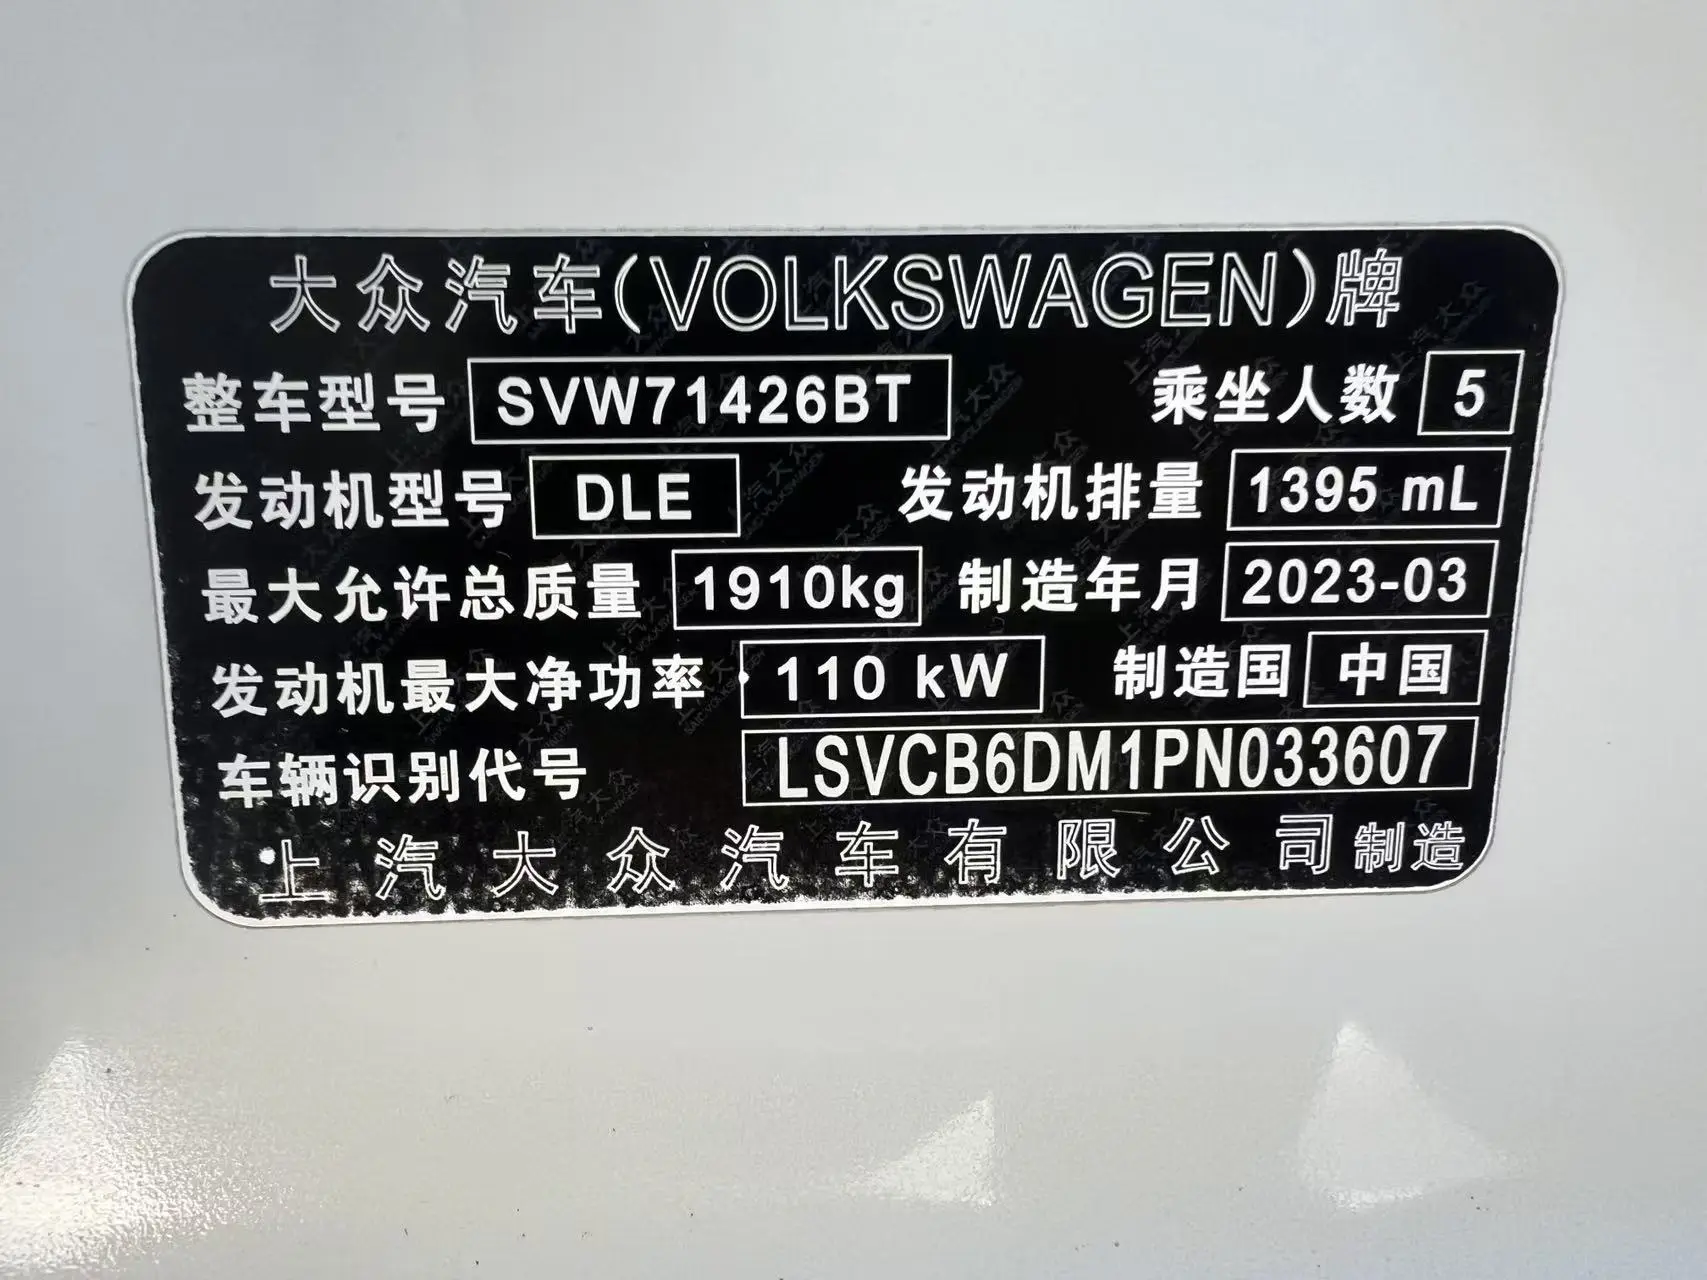 大众汽车(VOLKSWAGEN)牌
整车型号 SVW71426BT 乘坐人数 5
发动机型号 DLE 发动机排量 1395 mL
最大允许总质量 1910kg 制造年月 2023-03
发动机最大净功率 110 kW 制造国 中国
车辆识别代号 LSVCB6DM1PN033607
上汽大众汽车有限公司制造